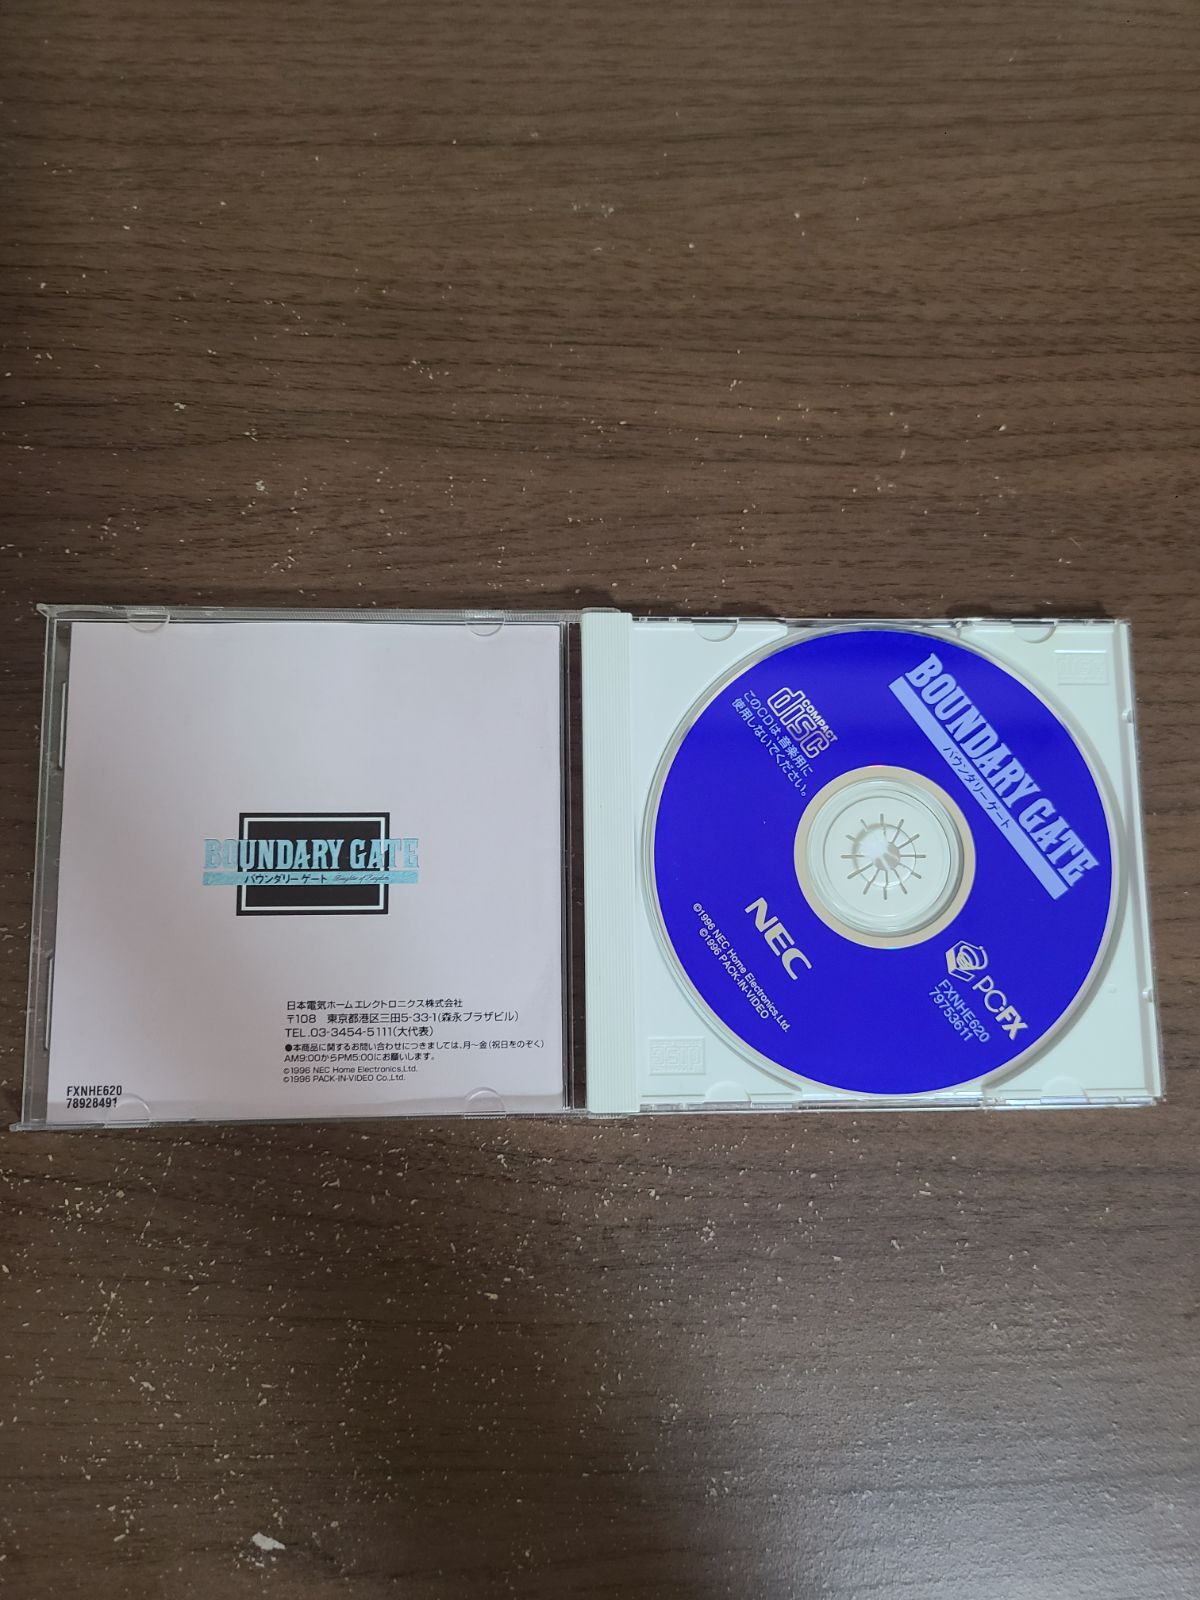 BOUNDARY GATE
バウンダリー ゲート Daughter of Kingdom
日本電気ホームエレクトロニクス株式会社
〒108 東京都港区三田5-33-1(森永プラザビル)
TEL.03-3454-5111(大代表)
●本商品に関するお問い合わせにつきましては、月〜金(祝日をのぞく)
AM9:00からPM5:00にお願いします。
©1996 NEC Home Electronics,Ltd.
©1996 PACK-IN-VIDEO Co.,Ltd.
FXNHE620
78928491
BOUNDARY GATE
バウンダリーゲート
COMPACT
disc
このCDは、音楽用に
使用しないでください。
NEC
©1996 NEC Home Electronics,Ltd.
©1996 PACK-IN-VIDEO
PC-FX
FXNHE620
79753611